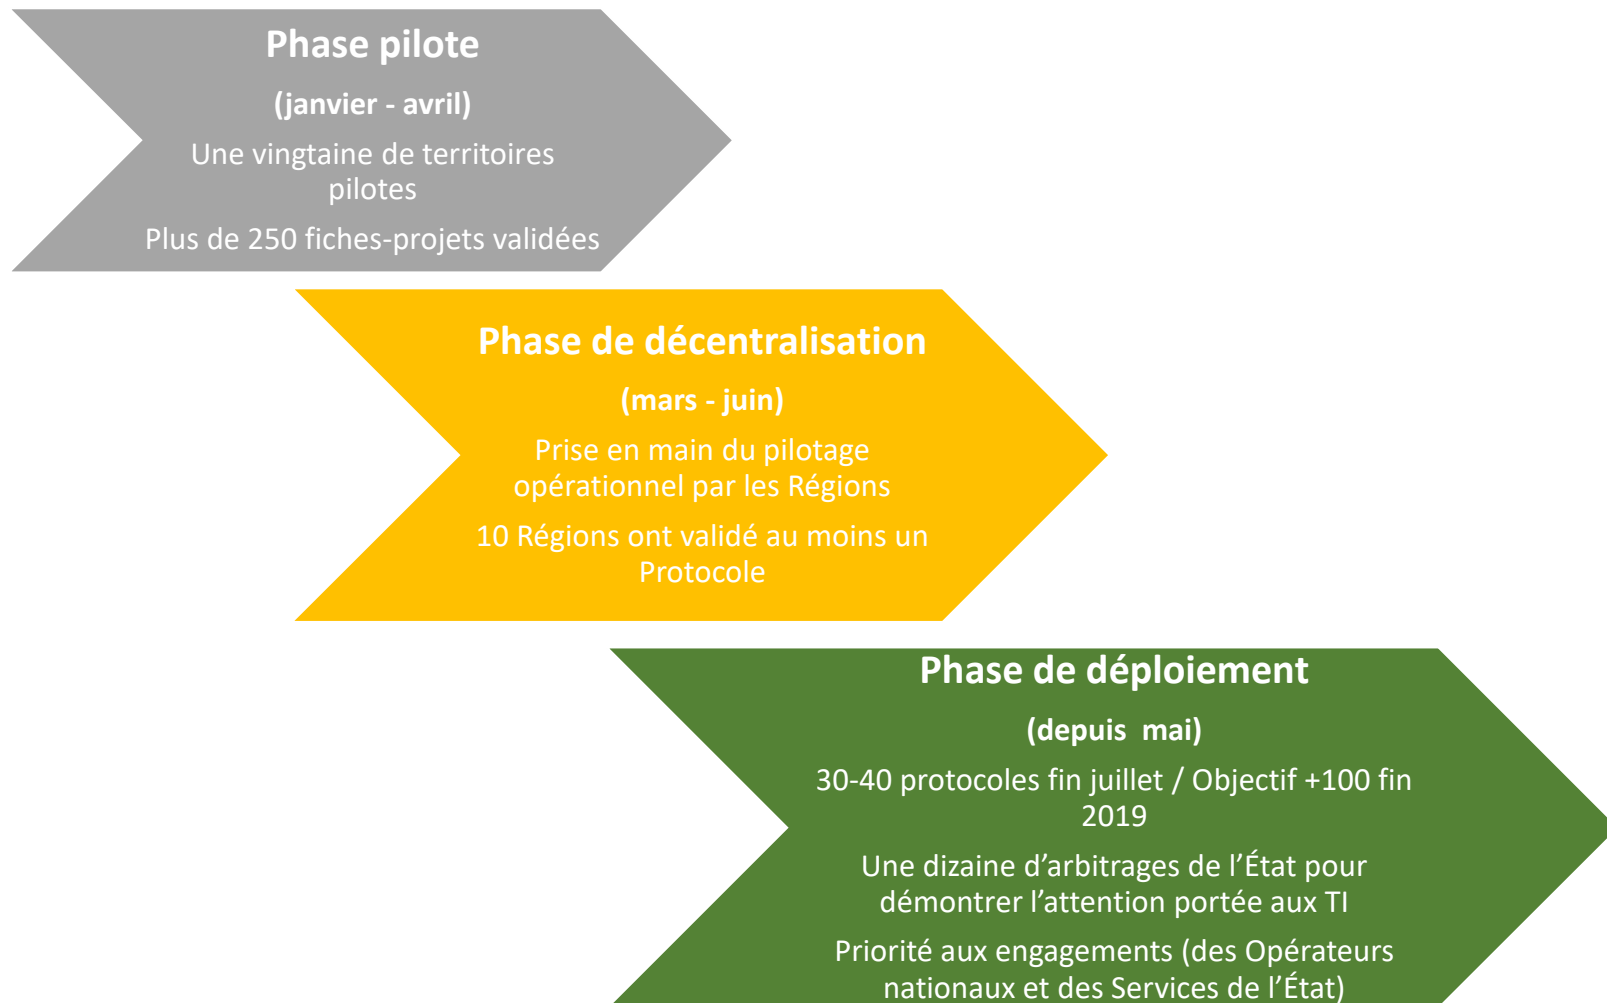 Phase pilote
(janvier - avril)
Une vingtaine de territoires
pilotes
Plus de 250 fiches-projets validées
Phase de décentralisation
(mars - juin)
Prise en main du pilotage
opérationnel par les Régions
10 Régions ont validé au moins un
Protocole
Phase de déploiement
(depuis  mai)
30-40 protocoles fin juillet / Objectif +100 fin
2019
Une dizaine d’arbitrages de l’État pour
démontrer l’attention portée aux TI
Priorité aux engagements (des Opérateurs
nationaux et des Services de l’État)